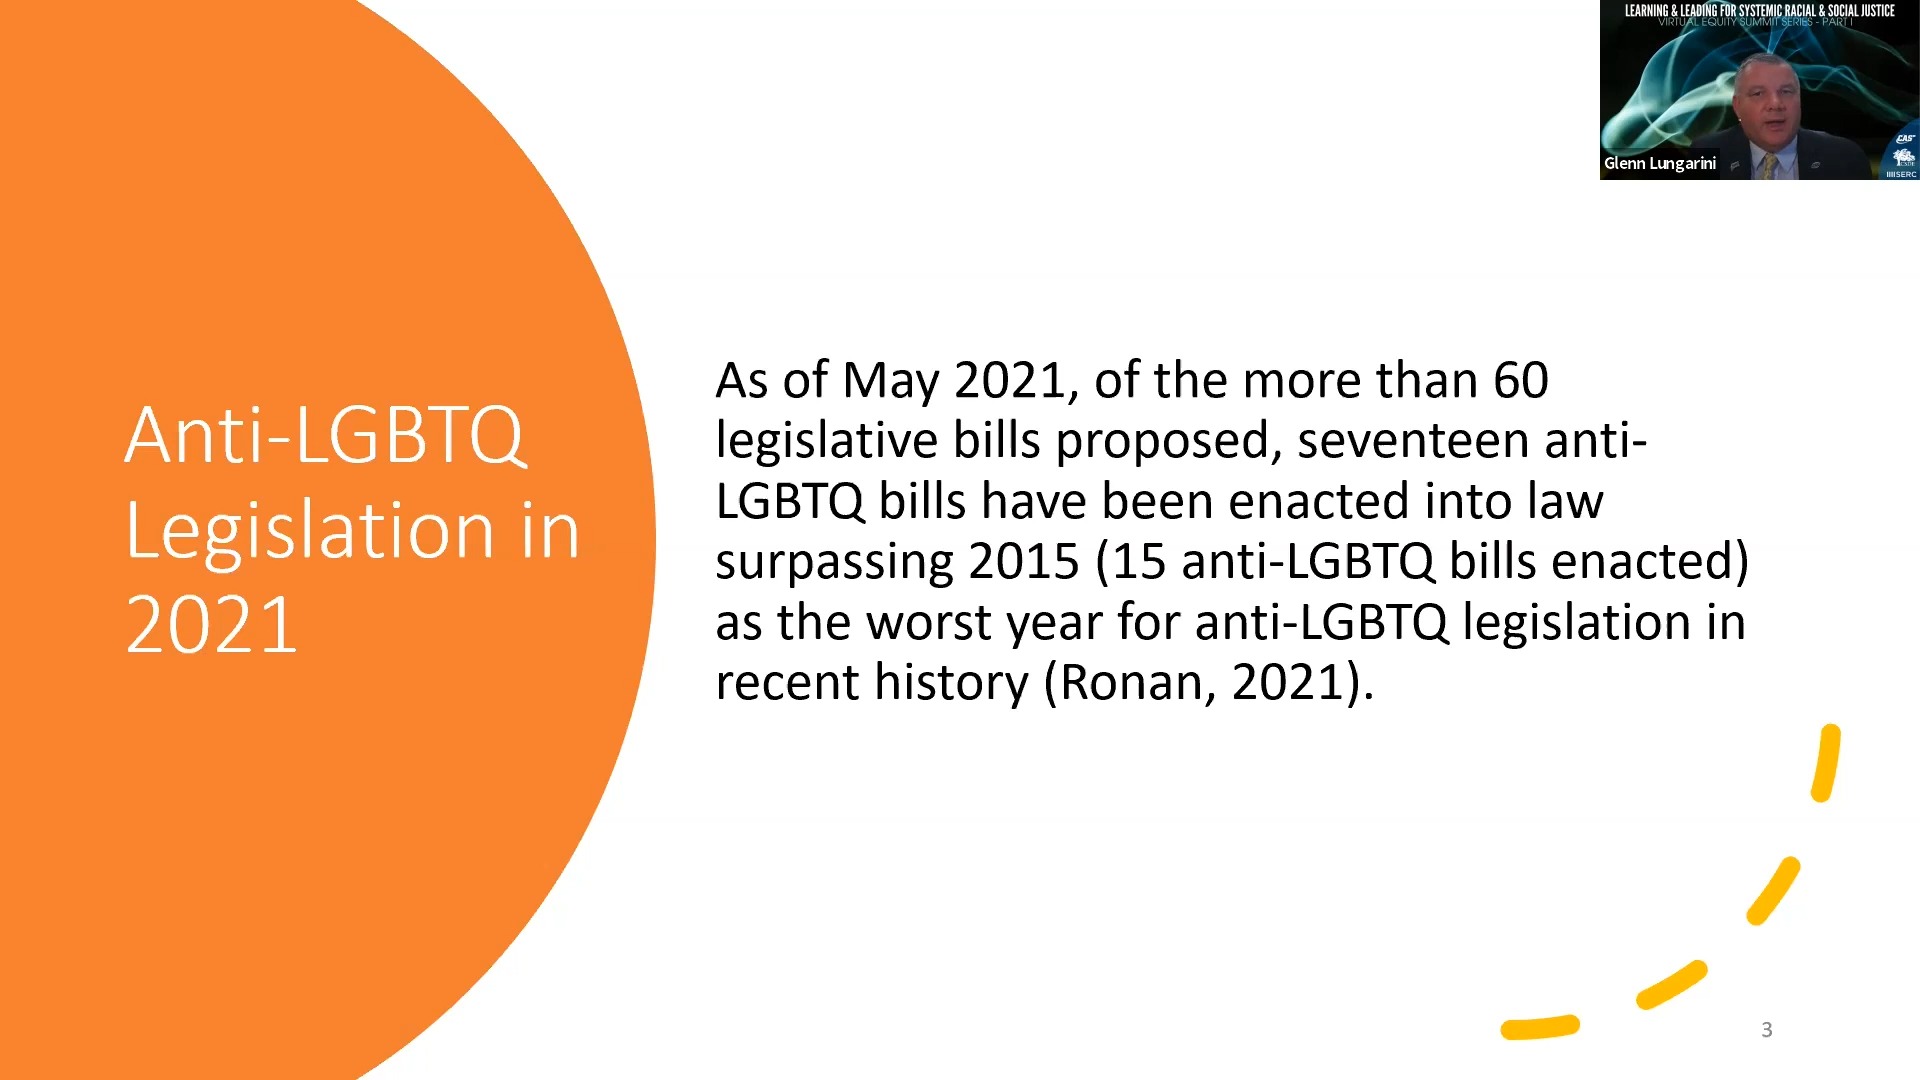 LEARNING & LEADING FOR SYSTEMIC RACIAL & SOCIAL JUSTICE
VIRTUAL EQUITY SUMMIT SERIES - PART I
CAS
SERC
Glenn Lungarini
Anti-LGBTQ
Legislation in
2021
As of May 2021, of the more than 60
legislative bills proposed, seventeen anti-
LGBTQ bills have been enacted into law
surpassing 2015 (15 anti-LGBTQ bills enacted)
as the worst year for anti-LGBTQ legislation in
recent history (Ronan, 2021).
3